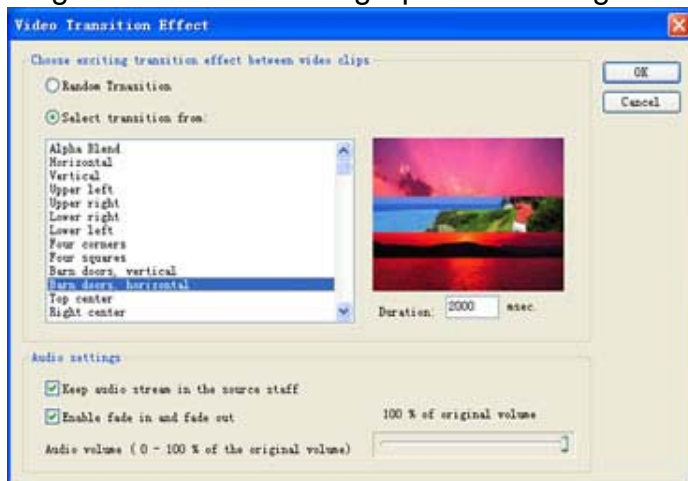 Video Transition Effect
Choose exciting transition effect between video clips
Random Trnasition
Select transition from:
Alpha Blend
Horizontal
Vertical
Upper left
Upper right
Lower right
Lower left
Four corners
Four squares
Barn doors, vertical
Barn doors, horizontal
Top center
Right center
Duration: 2000 msec.
OK
Cancel
Audio settings
Keep audio stream in the source staff
Enable fade in and fade out
100 % of original volume
Audio volume ( 0 - 100 % of the original volume)